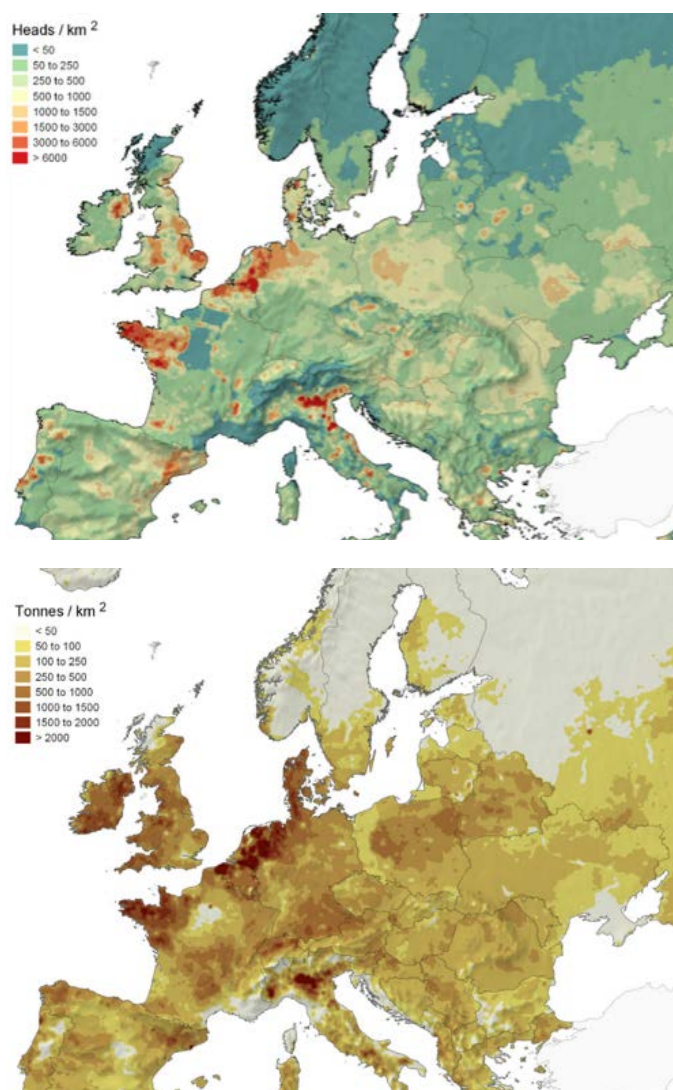 Heads / km 2
< 50
50 to 250
250 to 500
500 to 1000
1000 to 1500
1500 to 3000
3000 to 6000
> 6000
Tonnes / km 2
< 50
50 to 100
100 to 250
250 to 500
500 to 1000
1000 to 1500
1500 to 2000
> 2000